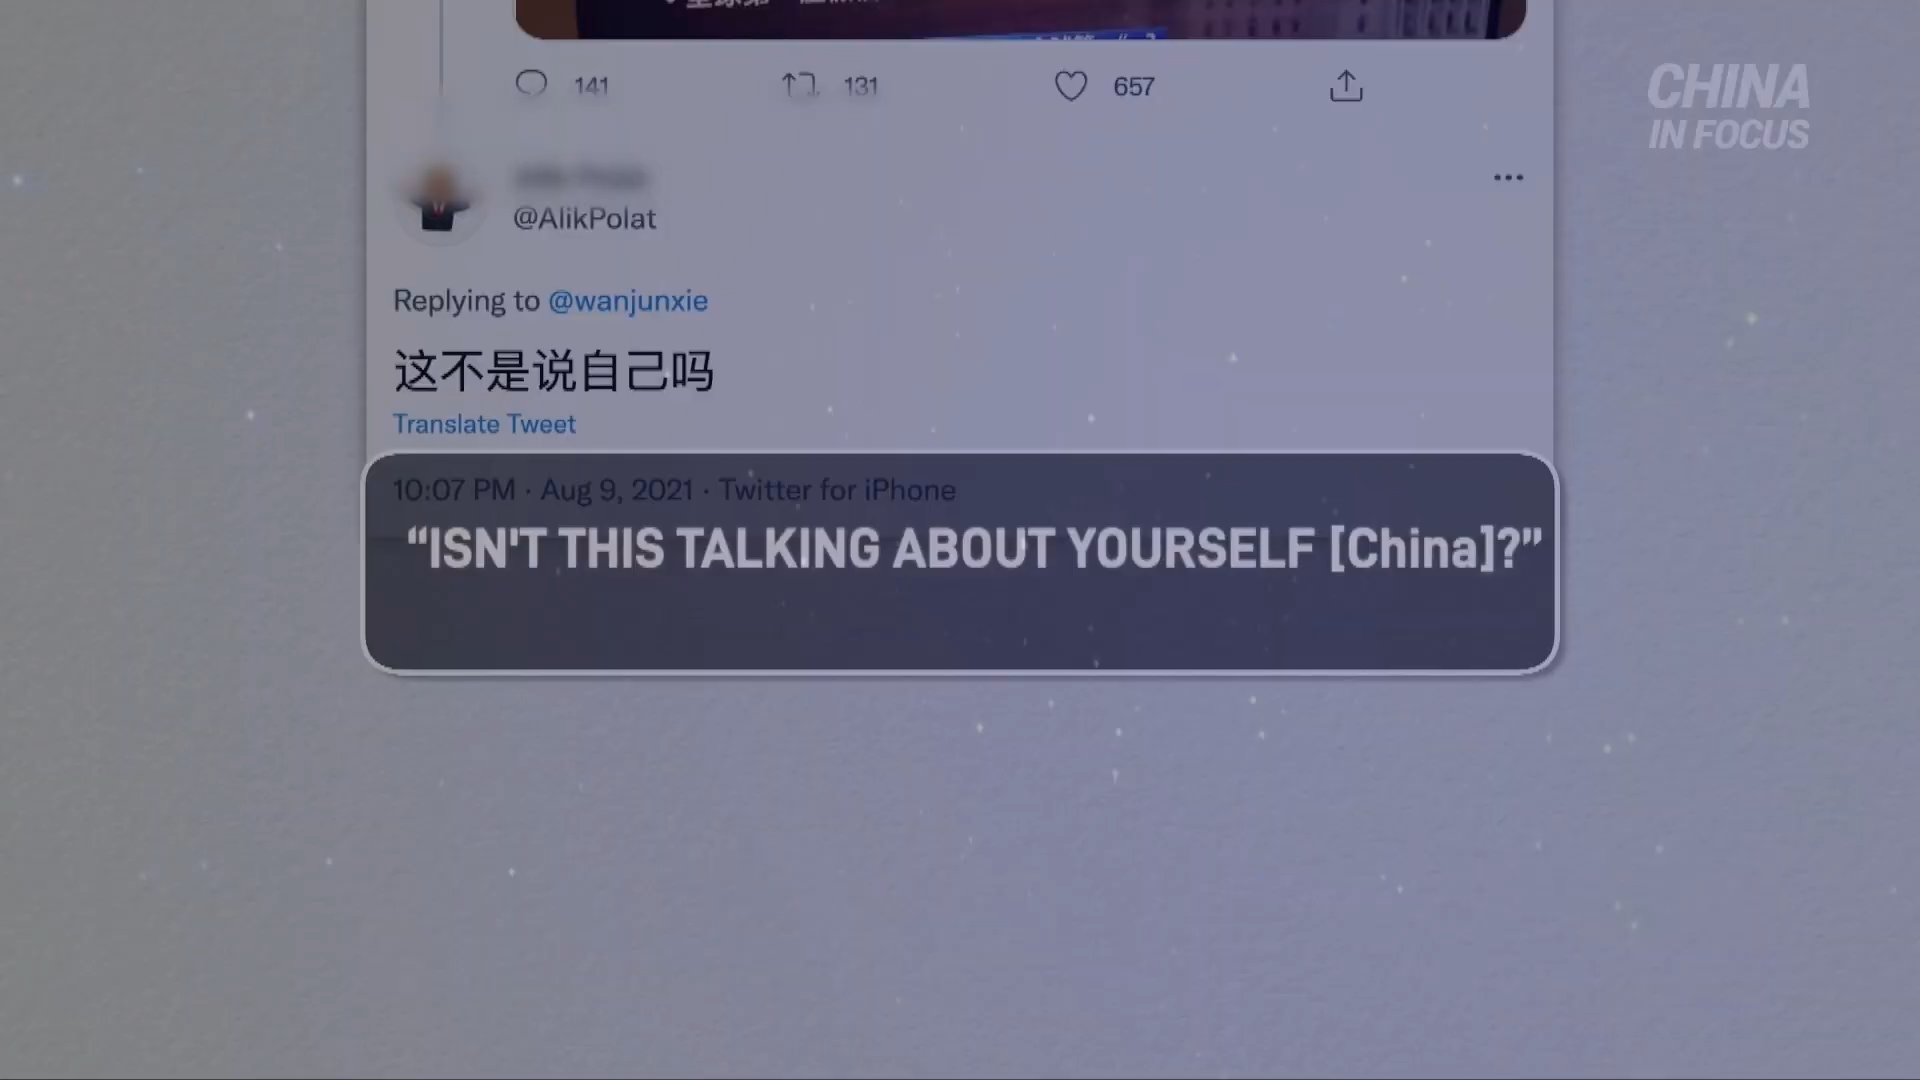 141 131 657
CHINA
IN FOCUS
@AlikPolat
Replying to @wanjunxie
这不是说自己吗
Translate Tweet
10:07 PM · Aug 9, 2021 · Twitter for iPhone
“ISN'T THIS TALKING ABOUT YOURSELF [China]?”